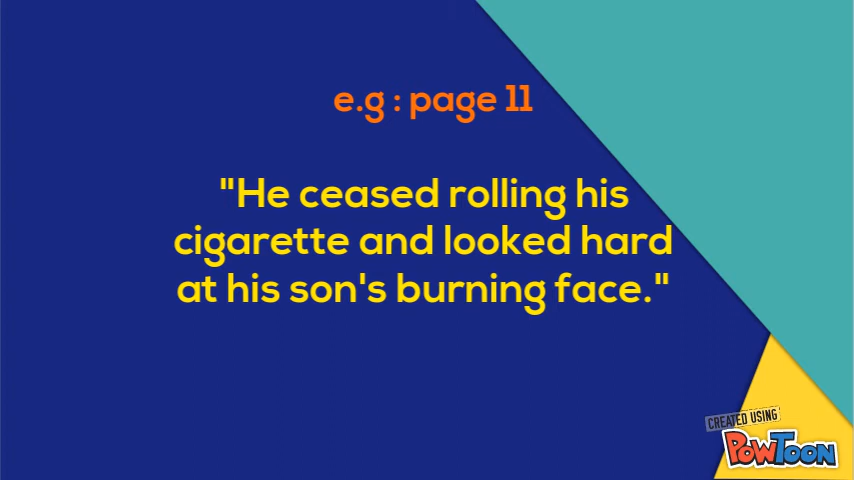 e.g : page 11
"He ceased rolling his
cigarette and looked hard
at his son's burning face."
CREATED USING
POWTOON